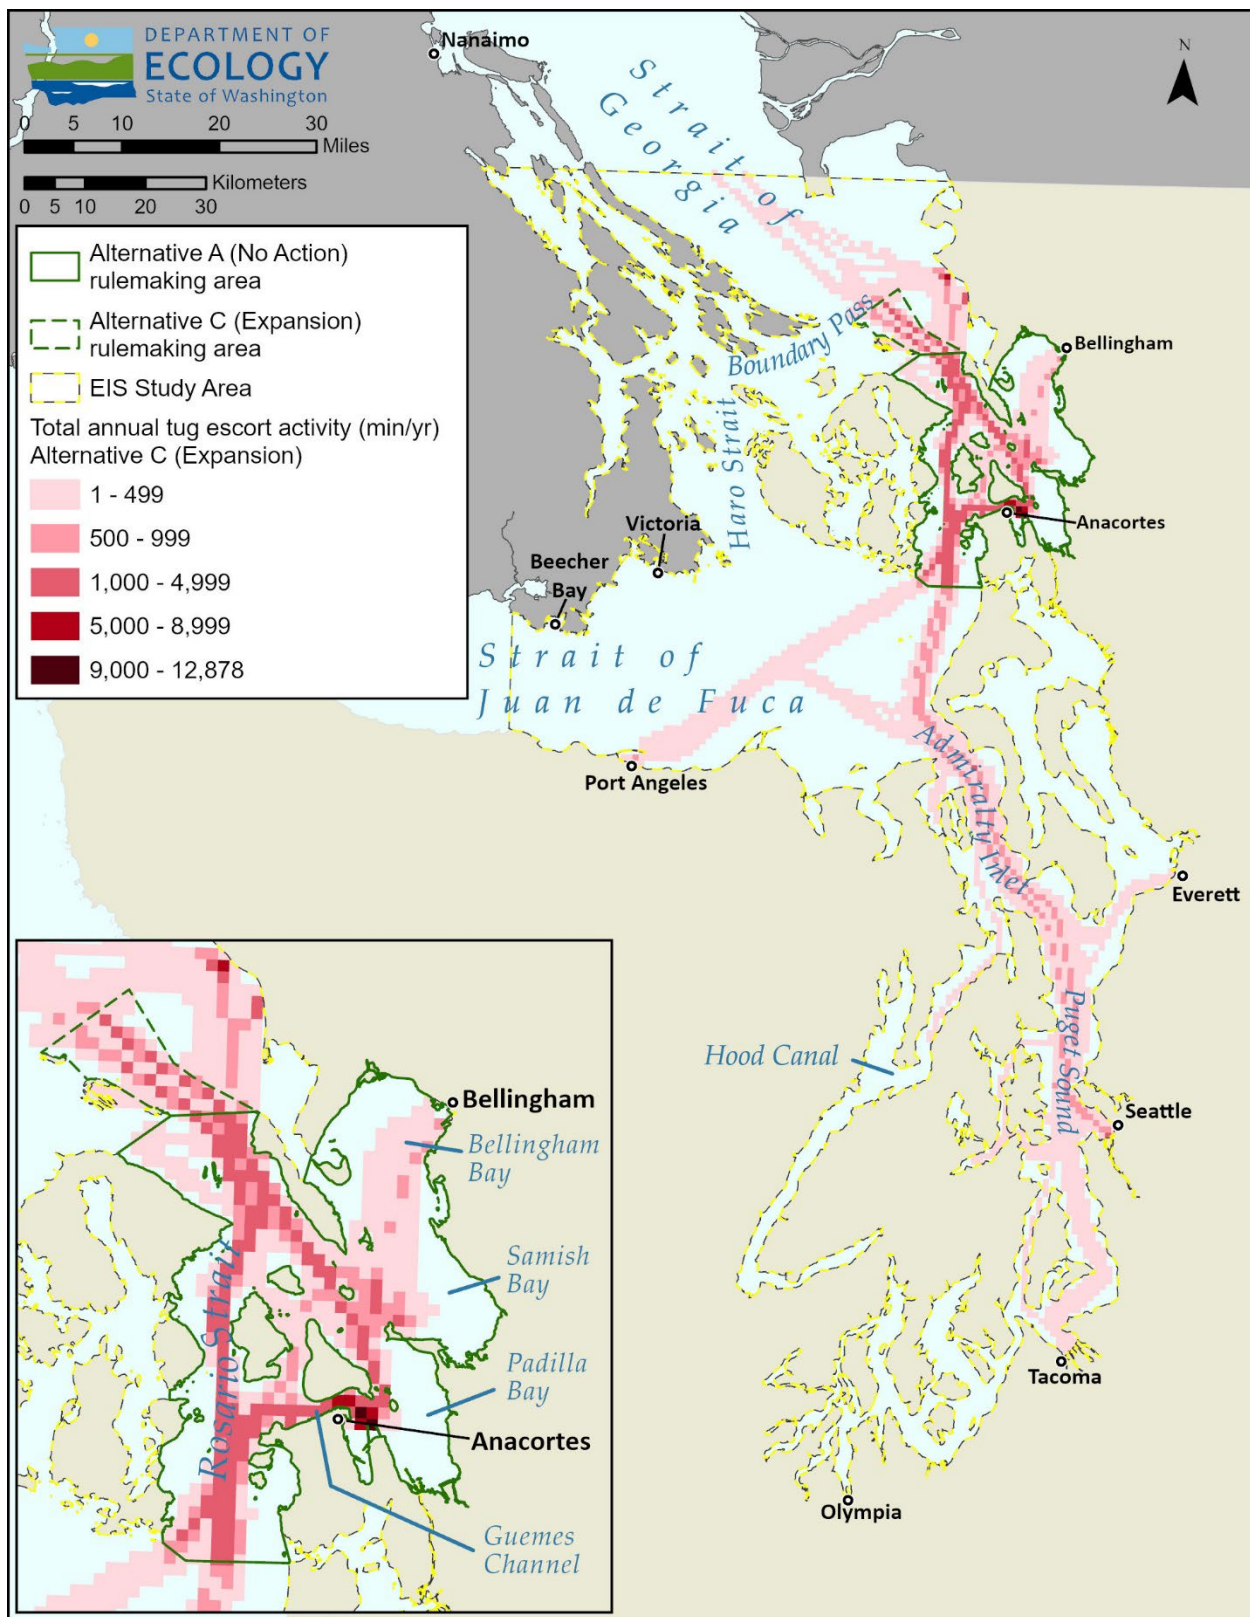 DEPARTMENT OF
ECOLOGY
State of Washington
0 5 10 20 30
Miles
Kilometers
0 5 10 20 30
Alternative A (No Action)
rulemaking area
Alternative C (Expansion)
rulemaking area
EIS Study Area
Total annual tug escort activity (min/yr)
Alternative C (Expansion)
1 - 499
500 - 999
1,000 - 4,999
5,000 - 8,999
9,000 - 12,878
N
Nanaimo
Strait of
Georgia
Boundary Pass
Bellingham
Haro Strait
Anacortes
Victoria
Beecher
Bay
Strait of
Juan de Fuca
Port Angeles
Admiralty Inlet
Everett
Puget Sound
Hood Canal
Seattle
Tacoma
Olympia
Bellingham
Bellingham
Bay
Samish
Bay
Rosario Strait
Padilla
Bay
Anacortes
Guemes
Channel